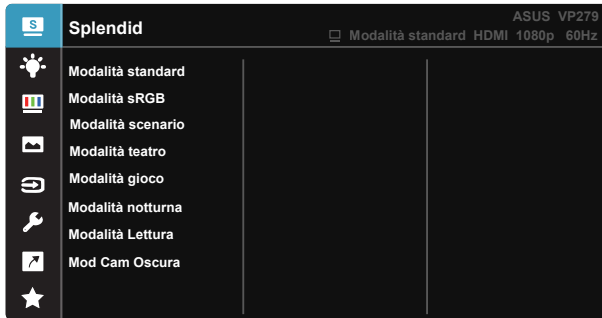 S
Splendid
ASUS VP279
Modalità standard HDMI 1080p 60Hz
Modalità standard
Modalità sRGB
Modalità scenario
Modalità teatro
Modalità gioco
Modalità notturna
Modalità Lettura
Mod Cam Oscura